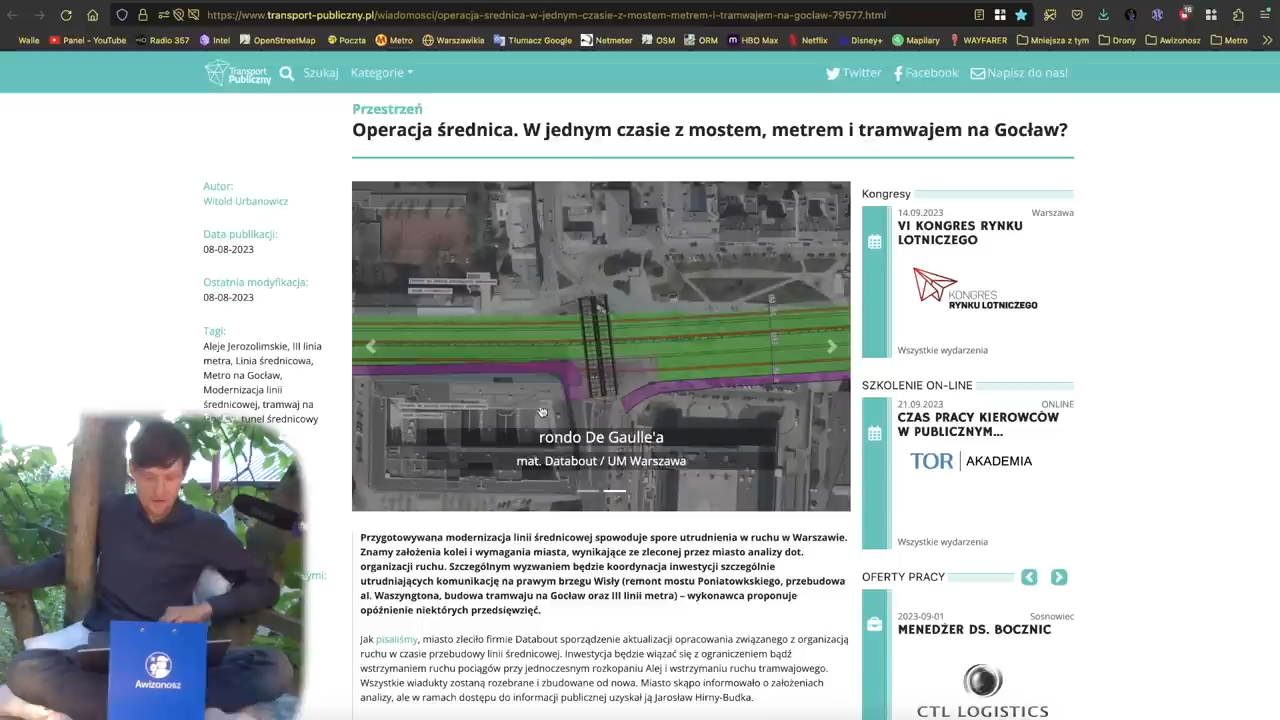 https://www.transport-publiczny.pl/wiadomosci/operacja-srednica-w-jednym-czasie-z-mostem-metrem-i-tramwajem-na-goclaw-79577.html
16
Walle
Panel - YouTube
Radio 357
Intel
OpenStreetMap
Poczta
Metro
Warszawikia
Tłumacz Google
Netmeter
OSM
ORM
HBO Max
Netflix
Disney+
Mapilary
WAYFARER
Mniejsza z tym
Drony
Awizonosz
Metro
Transport Publiczny
Szukaj
Kategorie
Twitter
Facebook
Napisz do nas!
Przestrzeń
Operacja średnica. W jednym czasie z mostem, metrem i tramwajem na Gocław?
Autor:
Witold Urbanowicz
Data publikacji:
08-08-2023
Ostatnia modyfikacja:
08-08-2023
Tagi:
Aleje Jerozolimskie, III linia
metra, Linia średnicowa,
Metro na Gocław,
Modernizacja linii
średnicowej, tramwaj na
tunel średnicowy
rondo De Gaulle'a
mat. Databout / UM Warszawa
Przygotowywana modernizacja linii średnicowej spowoduje spore utrudnienia w ruchu w Warszawie.
Znamy założenia kolei i wymagania miasta, wynikające ze zleconej przez miasto analizy dot.
organizacji ruchu. Szczególnym wyzwaniem będzie koordynacja inwestycji szczególnie
utrudniających komunikację na prawym brzegu Wisły (remont mostu Poniatowskiego, przebudowa
al. Waszyngtona, budowa tramwaju na Gocław oraz III linii metra) – wykonawca proponuje
opóźnienie niektórych przedsięwzięć.
Jak pisaliśmy, miasto zleciło firmie Databout sporządzenie aktualizacji opracowania związanego z organizacją
ruchu w czasie przebudowy linii średnicowej. Inwestycja będzie wiązać się z ograniczeniem bądź
wstrzymaniem ruchu pociągów przy jednoczesnym rozkopaniu Alej i wstrzymaniu ruchu tramwajowego.
Wszystkie wiadukty zostaną rozebrane i zbudowane od nowa. Miasto skąpo informowało o założeniach
analizy, ale w ramach dostępu do informacji publicznej uzyskał ją Jarosław Hirny-Budka.
Kongresy
14.09.2023 Warszawa
VI KONGRES RYNKU
LOTNICZEGO
KONGRES
RYNKU LOTNICZEGO
Wszystkie wydarzenia
SZKOLENIE ON-LINE
21.09.2023 ONLINE
CZAS PRACY KIEROWCÓW
W PUBLICZNYM...
TOR AKADEMIA
Wszystkie wydarzenia
OFERTY PRACY
2023-09-01 Sosnowiec
MENEDŻER DS. BOCZNIC
CTL LOGISTICS
ymi:
Awizonosz